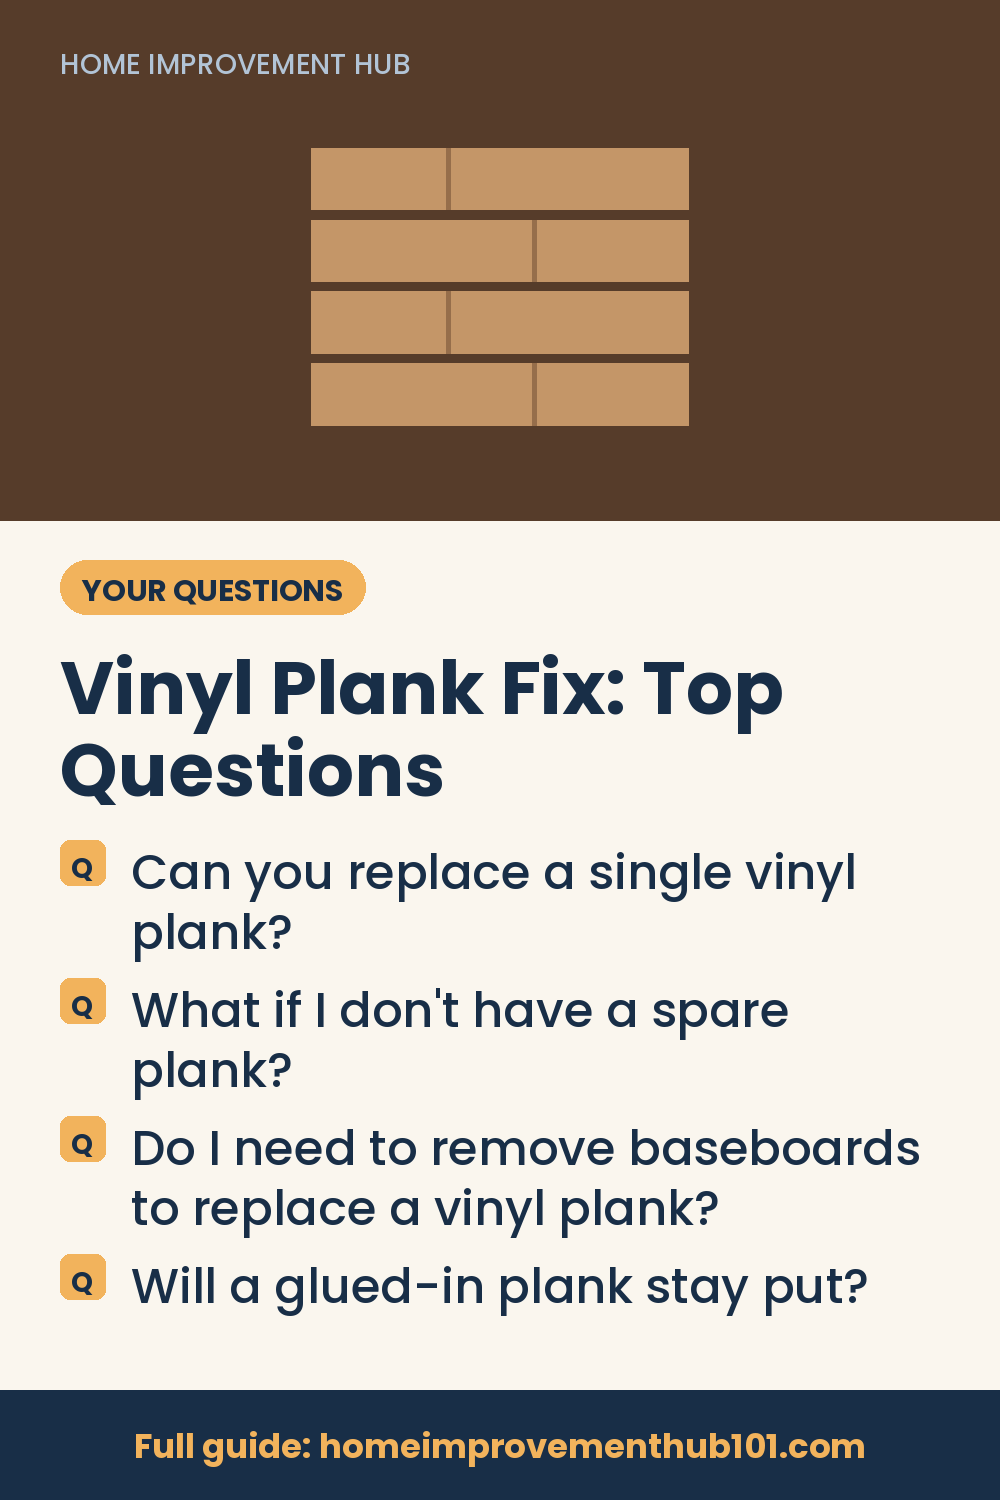 HOME IMPROVEMENT HUB
YOUR QUESTIONS
Vinyl Plank Fix: Top
Questions
Q Can you replace a single vinyl
plank?
Q What if I don't have a spare
plank?
Q Do I need to remove baseboards
to replace a vinyl plank?
Q Will a glued-in plank stay put?
Full guide: homeimprovementhub101.com